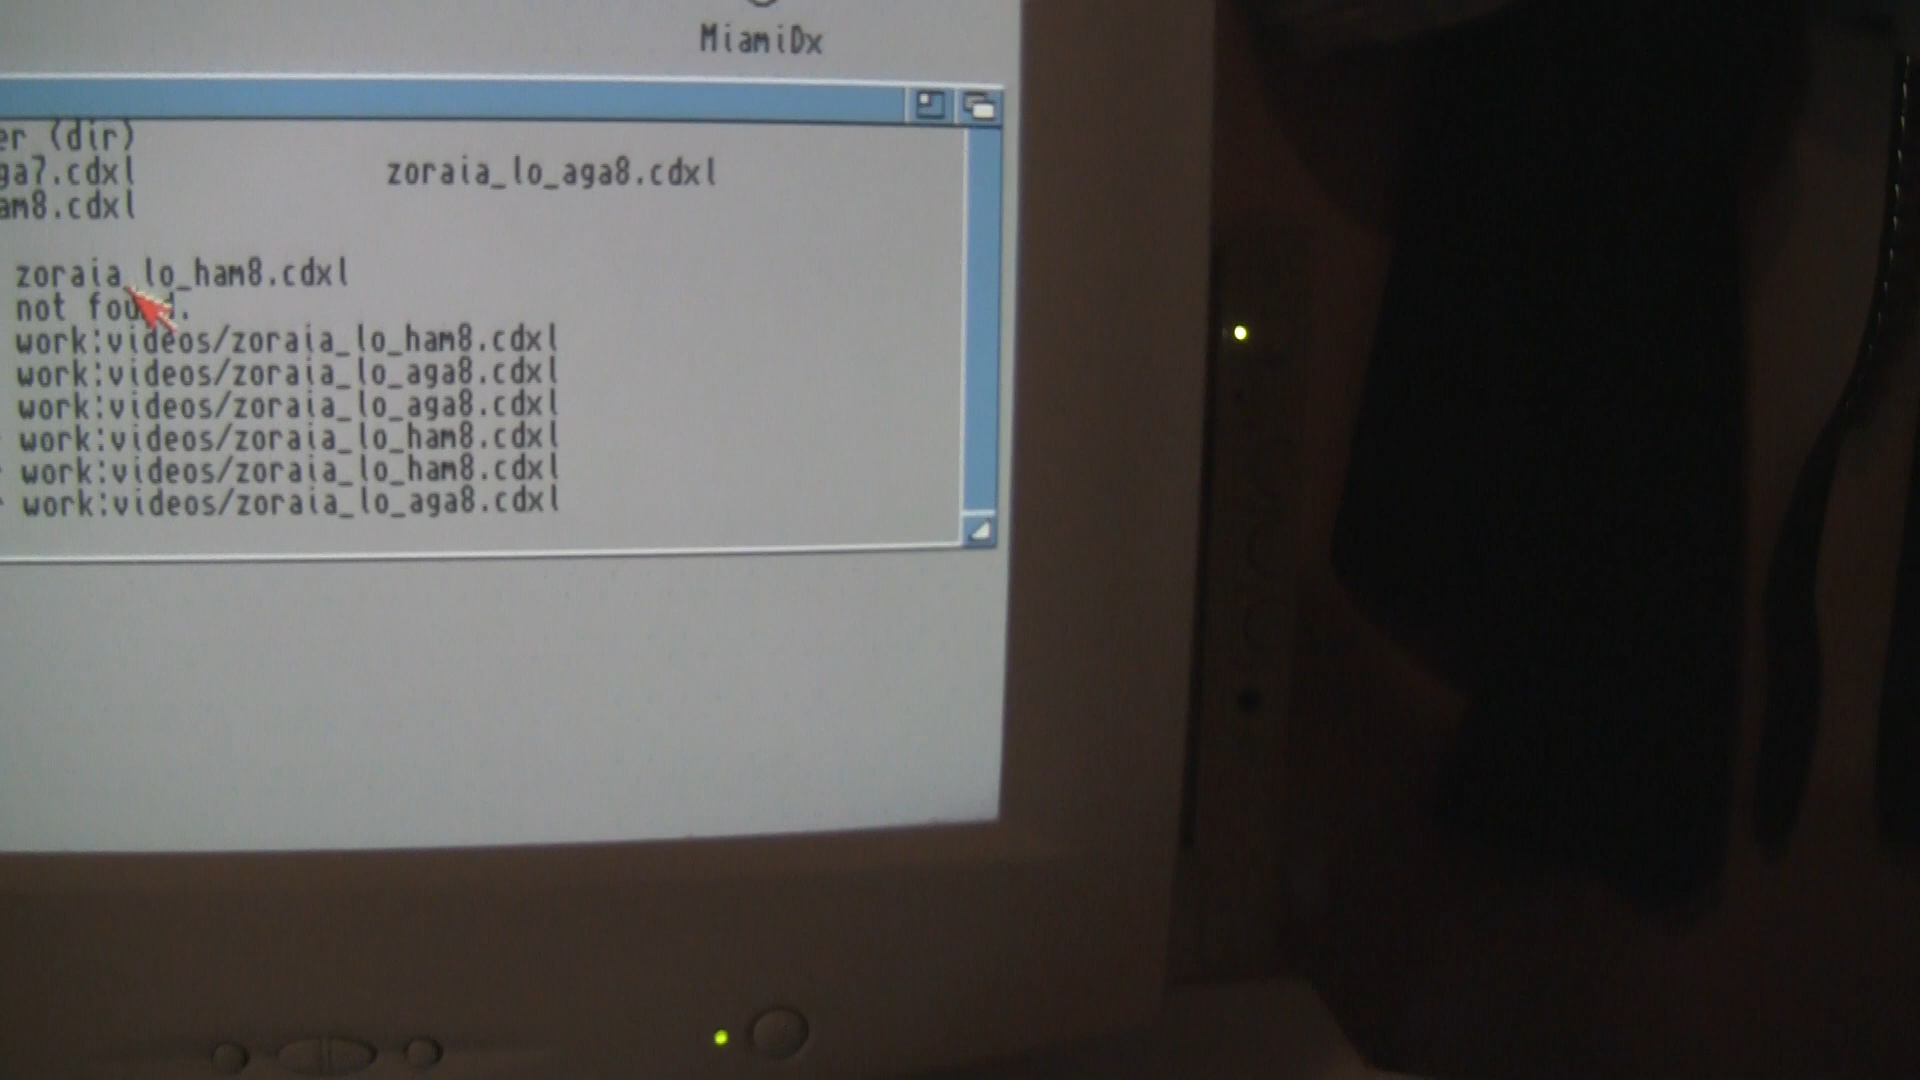 MiamiDx
er (dir)
ga7.cdxl zoraia_lo_aga8.cdxl
am8.cdxl
zoraia_lo_ham8.cdxl
not found.
work:videos/zoraia_lo_ham8.cdxl
work:videos/zoraia_lo_aga8.cdxl
work:videos/zoraia_lo_aga8.cdxl
work:videos/zoraia_lo_ham8.cdxl
work:videos/zoraia_lo_ham8.cdxl
work:videos/zoraia_lo_aga8.cdxl